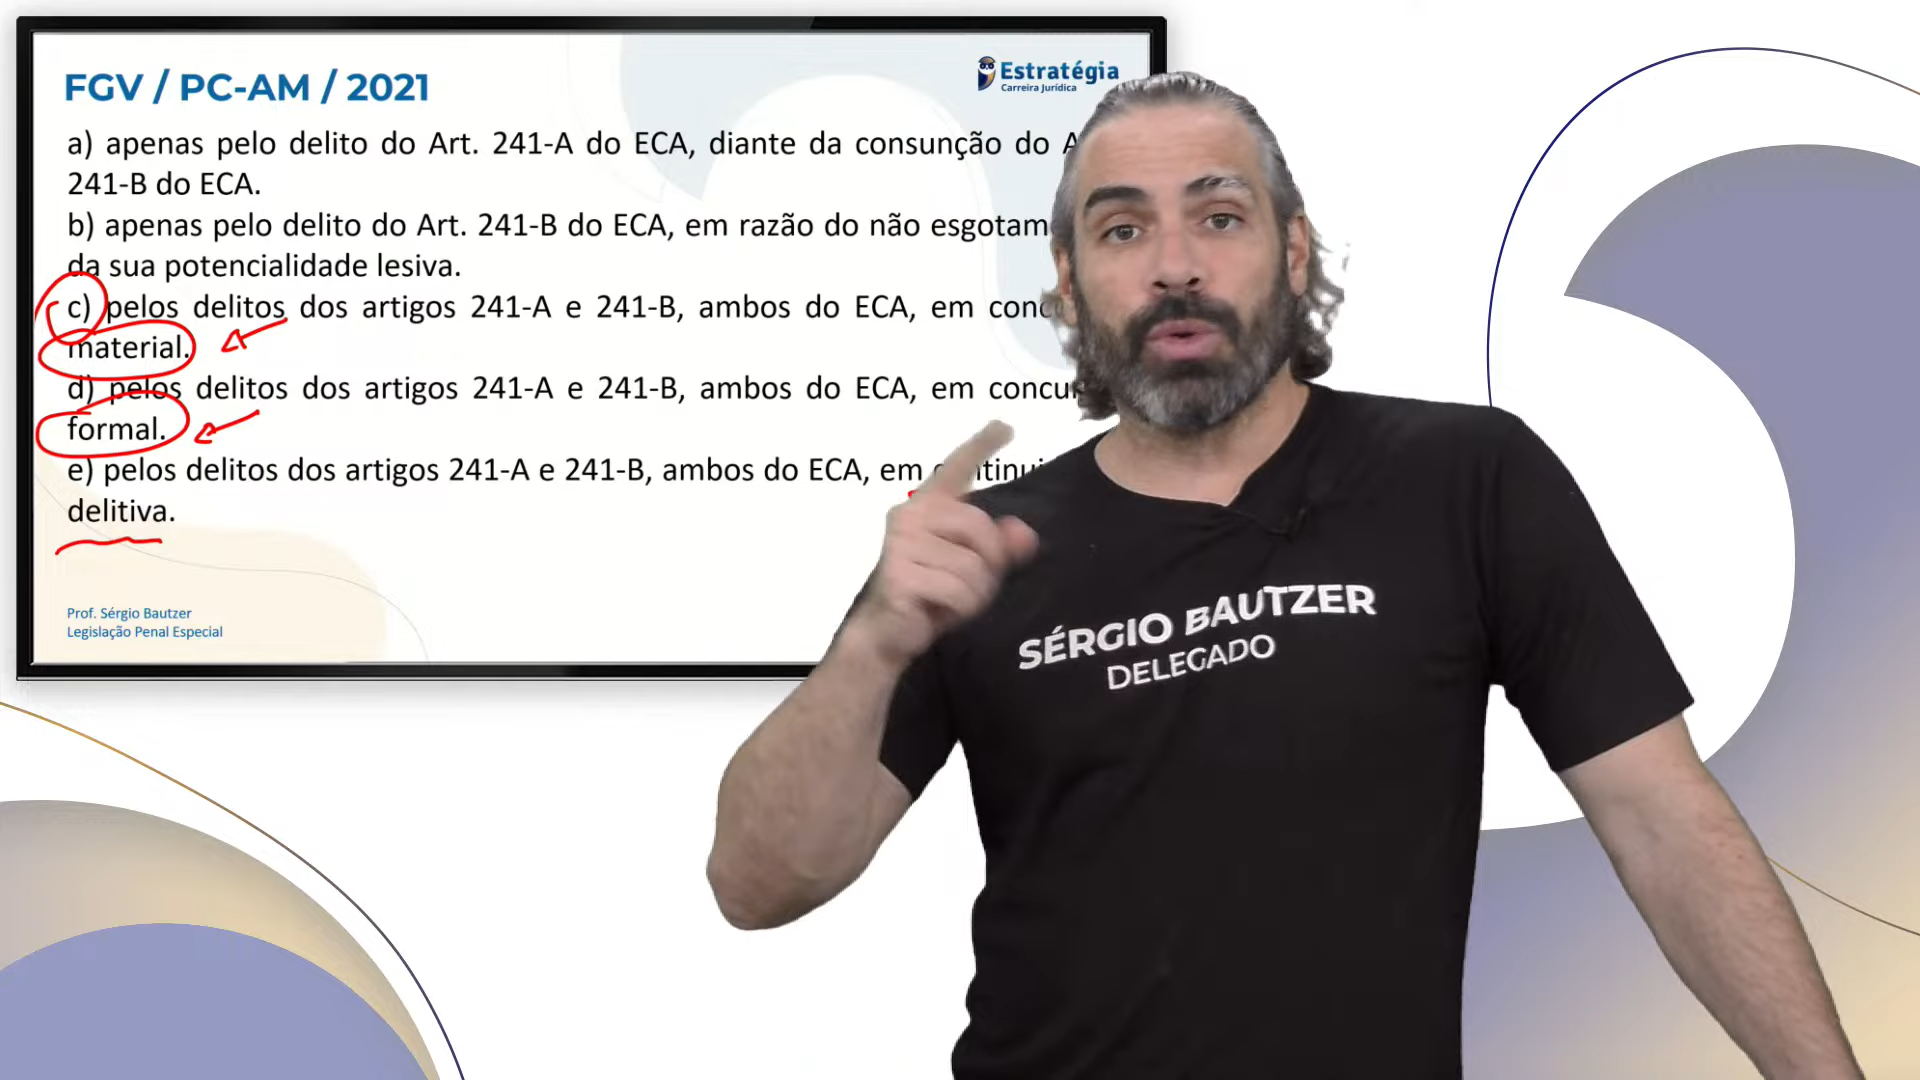 FGV / PC-AM / 2021
Estratégia
Carreira Jurídica
a) apenas pelo delito do Art. 241-A do ECA, diante da consunção do
241-B do ECA.
b) apenas pelo delito do Art. 241-B do ECA, em razão do não
da sua potencialidade lesiva.
c) pelos delitos dos artigos 241-A e 241-B, ambos do ECA, em
material.
d) pelos delitos dos artigos 241-A e 241-B, ambos do ECA, em
formal.
e) pelos delitos dos artigos 241-A e 241-B, ambos do ECA, em
delitiva.
Prof. Sérgio Bautzer
Legislação Penal Especial
SÉRGIO BAUTZER
DELEGADO